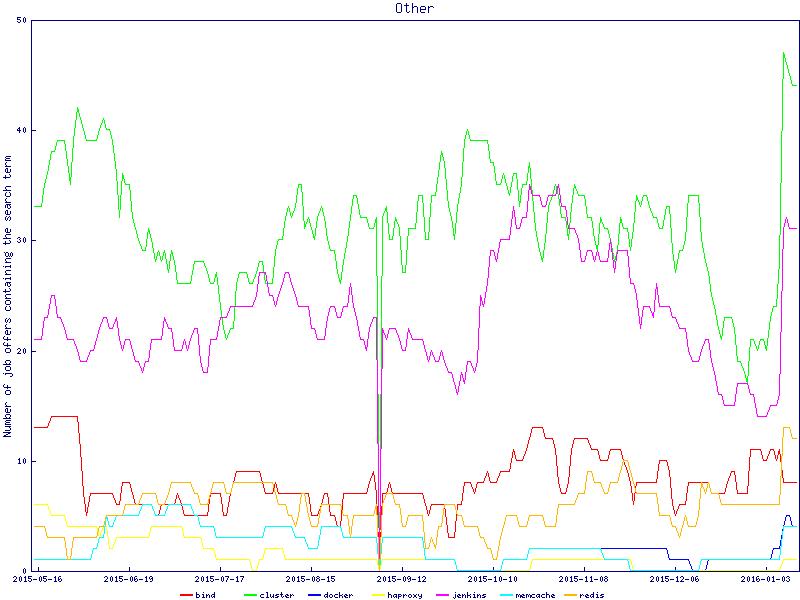 Other
Number of job offers containing the search term
50
40
30
20
10
0
2015-05-16 2015-06-19 2015-07-17 2015-08-15 2015-09-12 2015-10-10 2015-11-08 2015-12-06 2016-01-03
bind cluster docker haproxy jenkins memcache redis